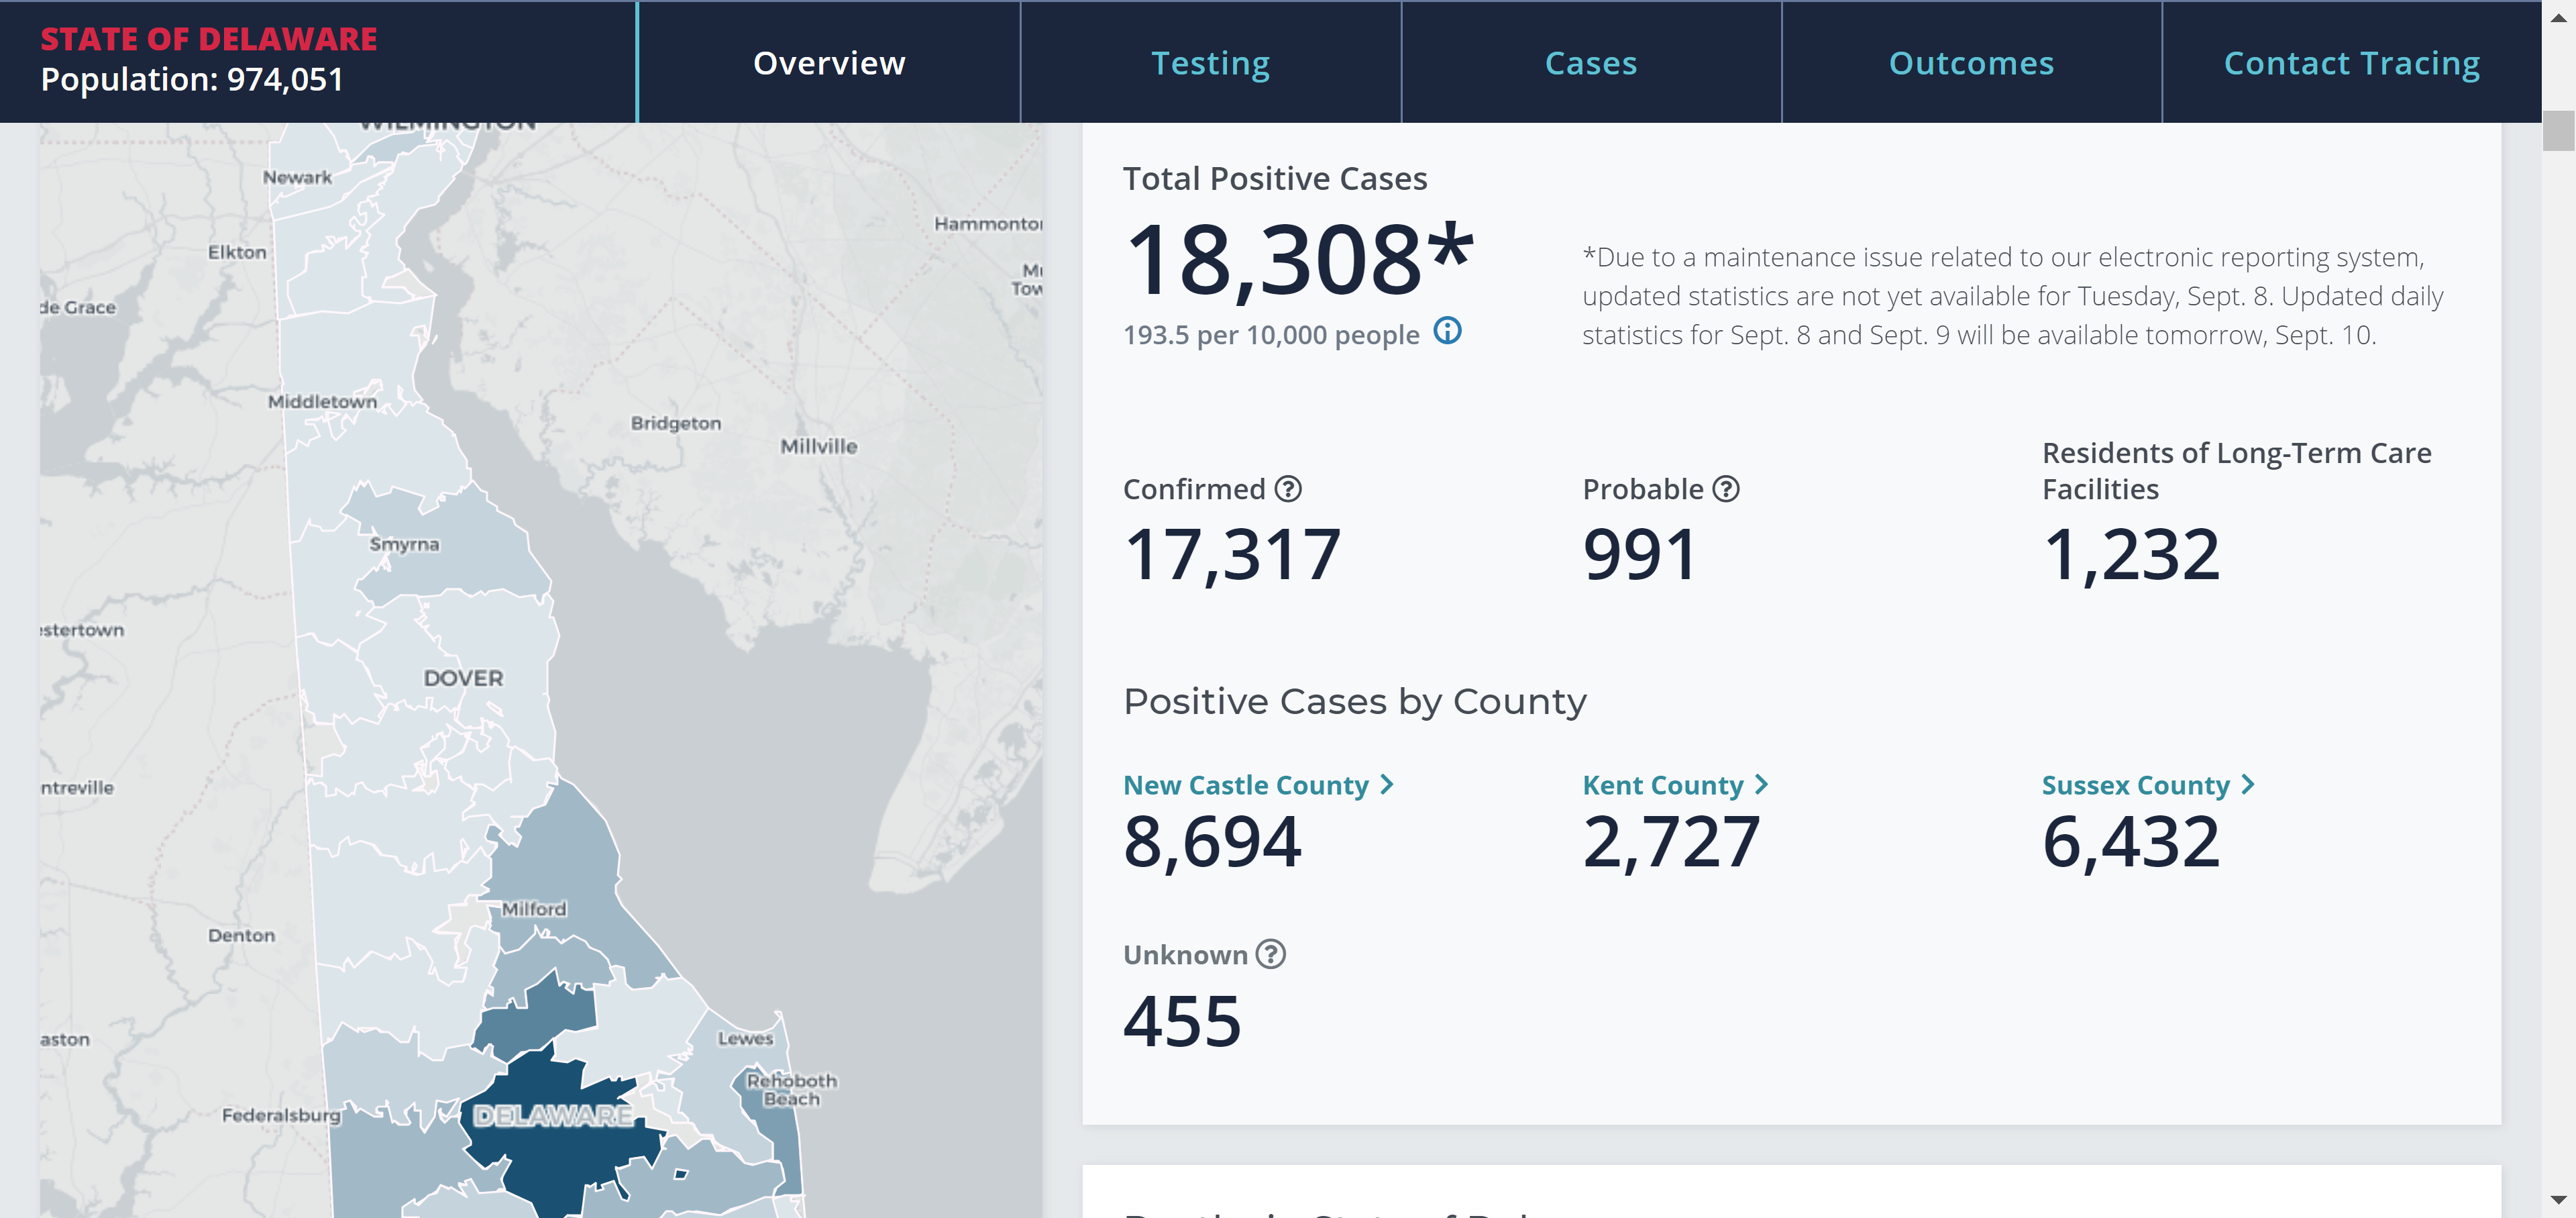 STATE OF DELAWARE
Population: 974,051
Overview
Testing
Cases
Outcomes
Contact Tracing
WILMINGTON
Newark
Elkton
de Grace
Middletown
Bridgeton
Millville
Hammonto
Smyrna
stertown
DOVER
ntreville
Milford
Denton
aston
Lewes
Rehoboth
Beach
Federalsburg
DELAWARE
Total Positive Cases
18,308*
193.5 per 10,000 people
*Due to a maintenance issue related to our electronic reporting system,
updated statistics are not yet available for Tuesday, Sept. 8. Updated daily
statistics for Sept. 8 and Sept. 9 will be available tomorrow, Sept. 10.
Confirmed ?
17,317
Probable ?
991
Residents of Long-Term Care
Facilities
1,232
Positive Cases by County
New Castle County >
8,694
Kent County >
2,727
Sussex County >
6,432
Unknown ?
455